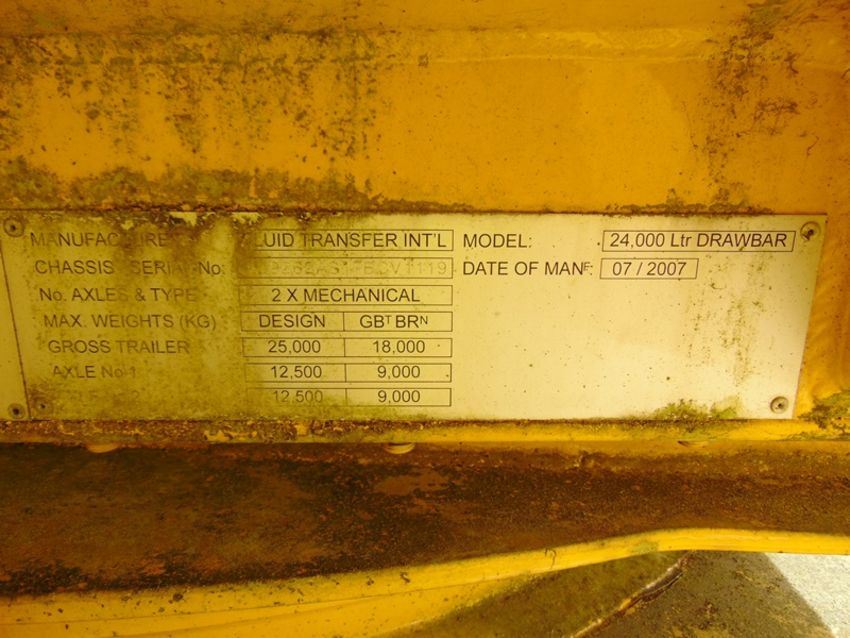 MANUFACTURE LUID TRANSFER INT'L MODEL: 24,000 Ltr DRAWBAR
CHASSIS SERIAL No: DATE OF MANF: 07 / 2007
No. AXLES & TYPE 2 X MECHANICAL
MAX. WEIGHTS (KG) DESIGN GBT BRN
GROSS TRAILER 25,000 18,000
AXLE No 1 12,500 9,000
12,500 9,000